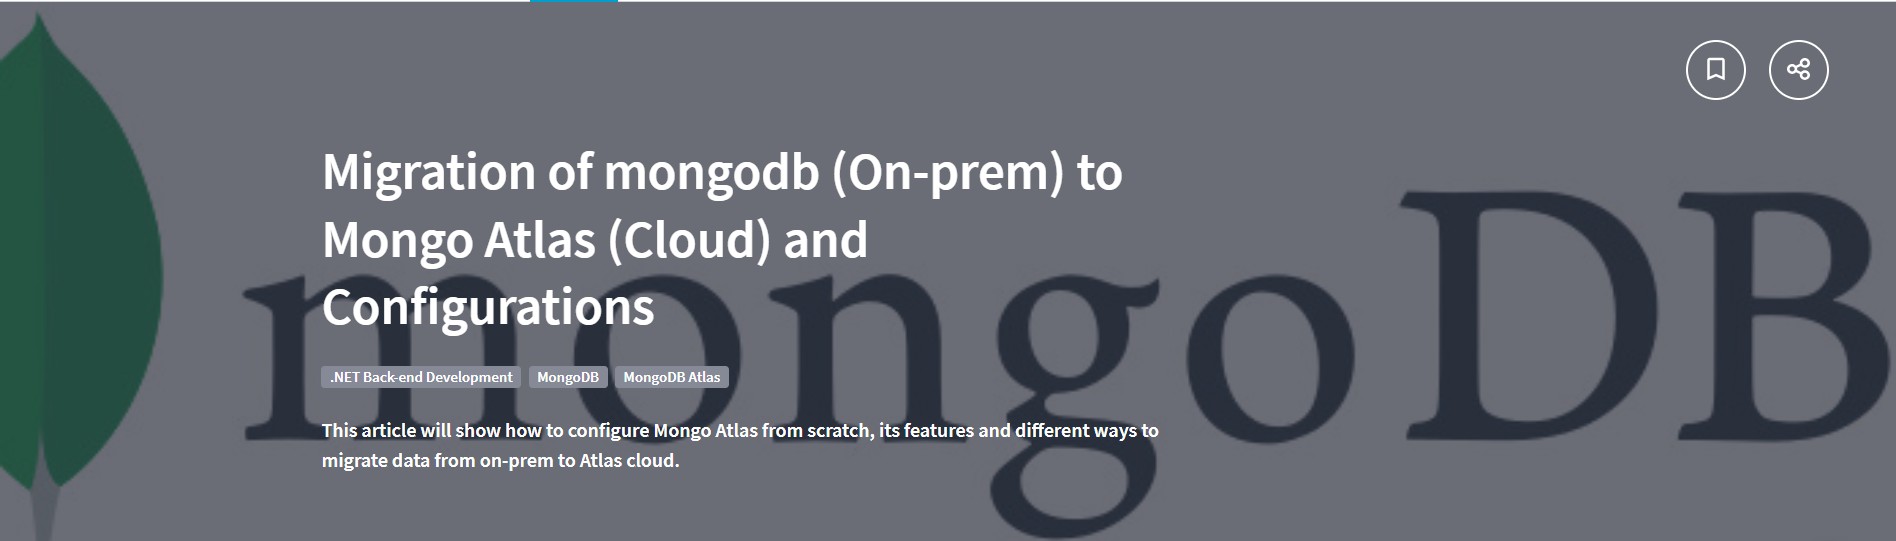 Migration of mongodb (On-prem) to
Mongo Atlas (Cloud) and
Configurations
.NET Back-end Development MongoDB MongoDB Atlas
This article will show how to configure Mongo Atlas from scratch, its features and different ways to
migrate data from on-prem to Atlas cloud.
mongoDB